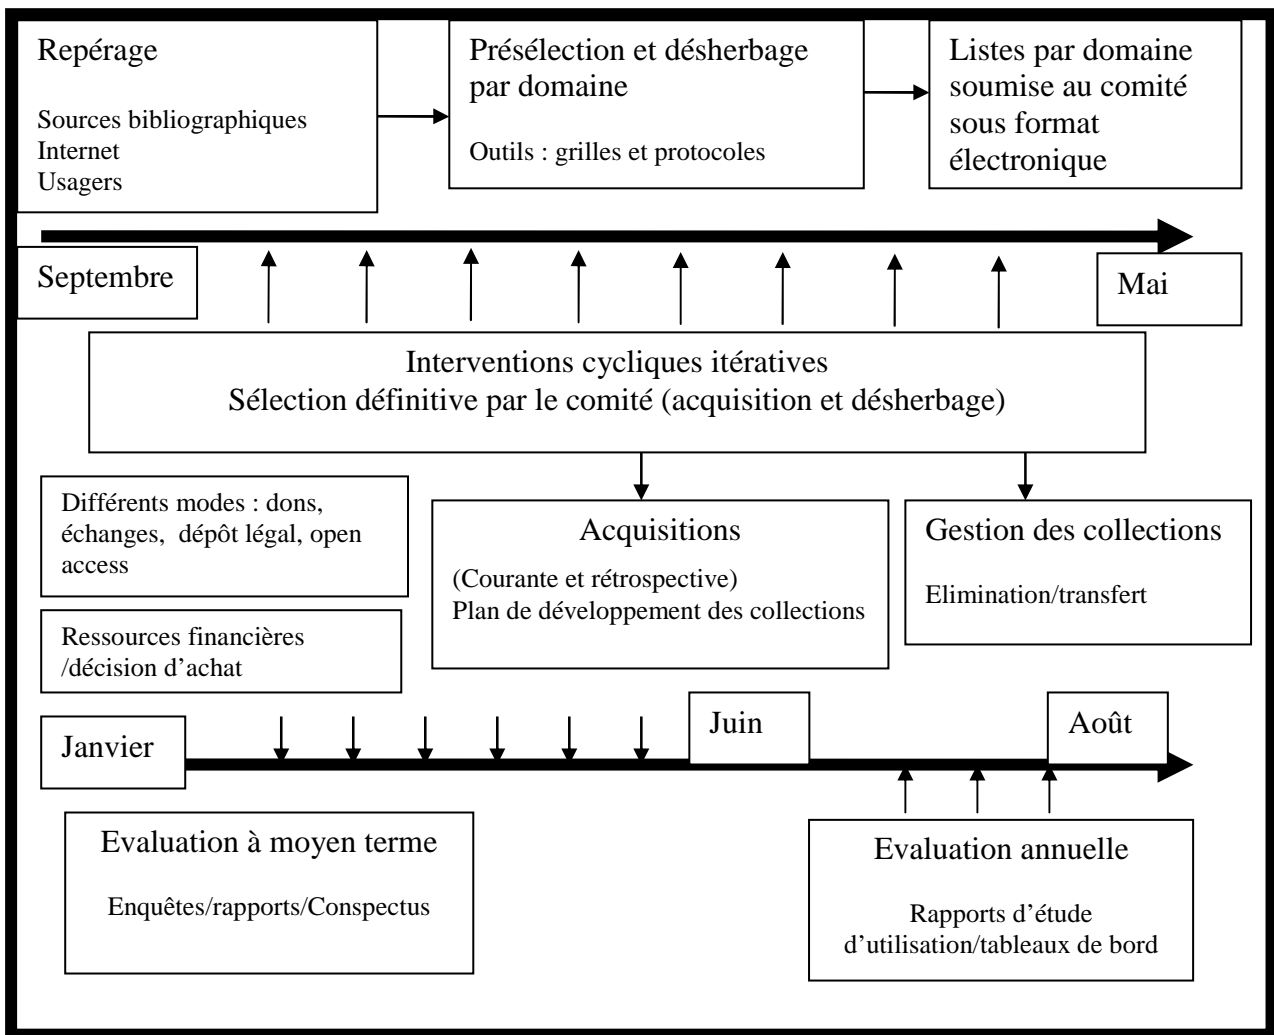 Repérage
Sources bibliographiques
Internet
Usagers
Présélection et désherbage
par domaine
Outils : grilles et protocoles
Listes par domaine
soumise au comité
sous format
électronique
Septembre
Mai
Interventions cycliques itératives
Sélection définitive par le comité (acquisition et désherbage)
Différents modes : dons,
échanges, dépôt légal, open
access
Ressources financières
/décision d’achat
Acquisitions
(Courante et rétrospective)
Plan de développement des collections
Gestion des collections
Elimination/transfert
Janvier
Juin
Août
Evaluation à moyen terme
Enquêtes/rapports/Conspectus
Evaluation annuelle
Rapports d’étude
d’utilisation/tableaux de bord